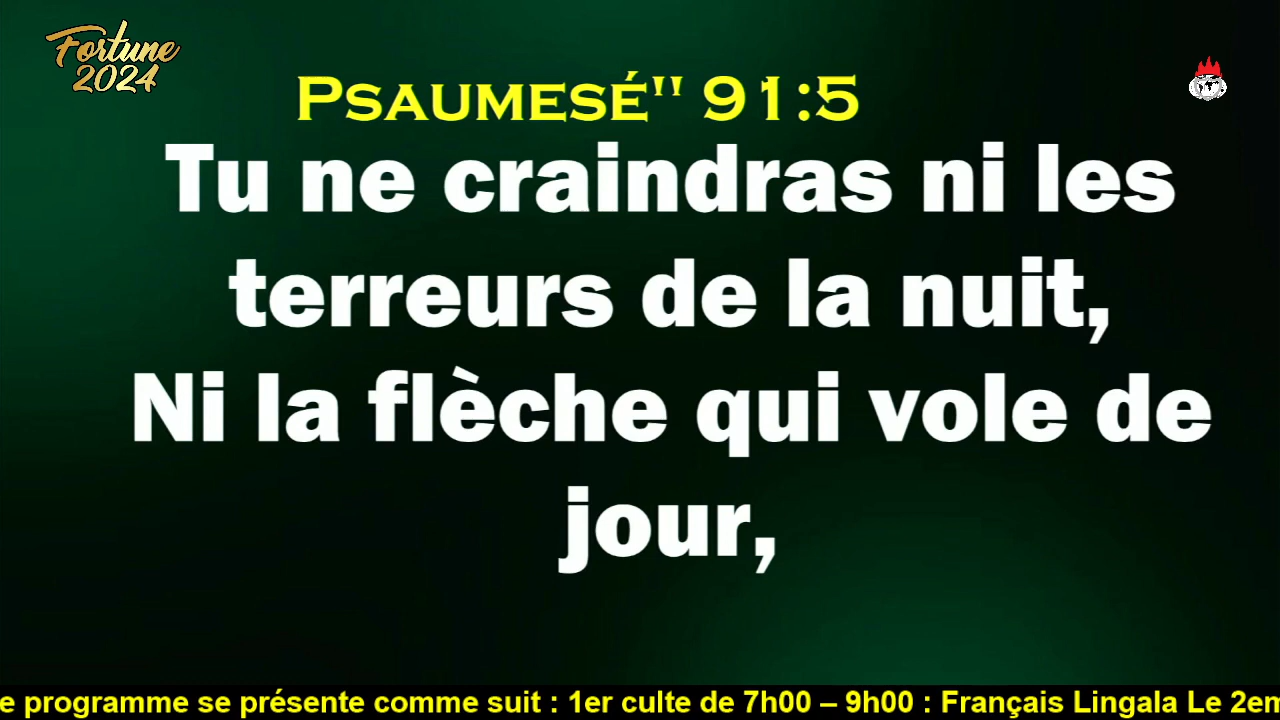 Fortune
2024
Psaumesé" 91:5
Tu ne craindras ni les
terreurs de la nuit,
Ni la flèche qui vole de
jour,
e programme se présente comme suit : 1er culte de 7h00 – 9h00 : Français Lingala Le 2en